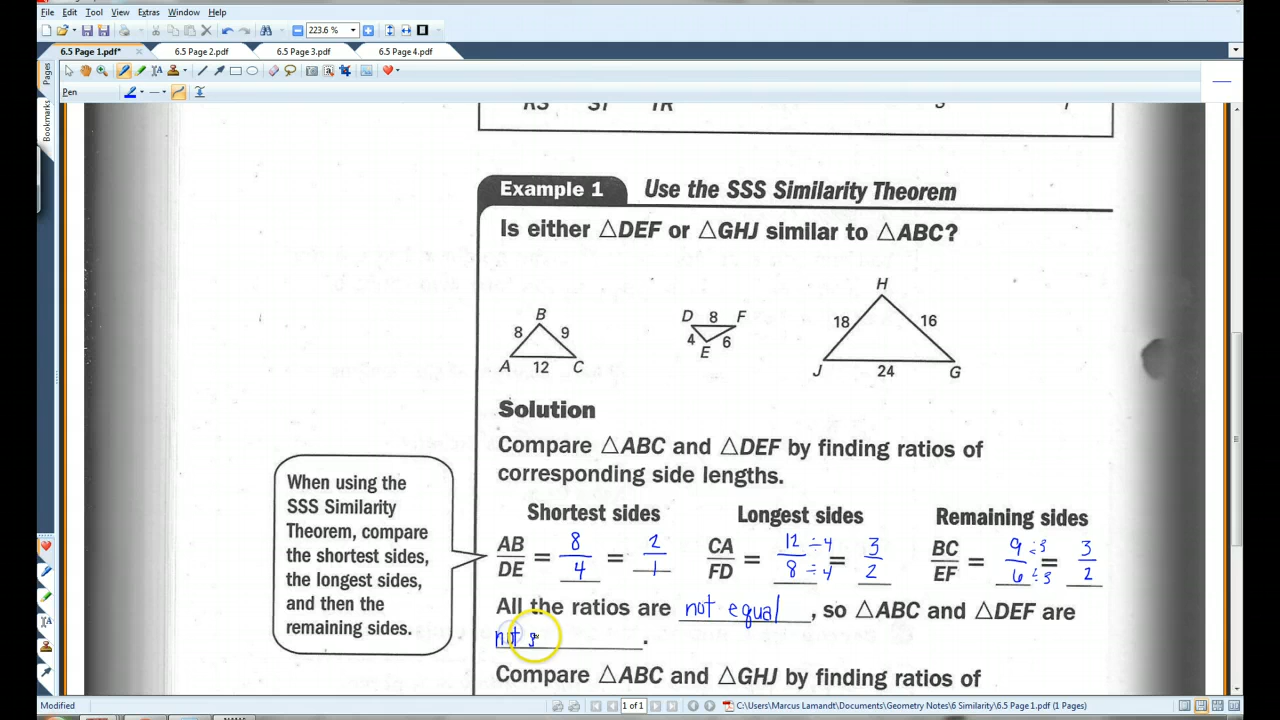 File Edit Tool View Extras Window Help
223.6 %
6.5 Page 1.pdf* 6.5 Page 2.pdf 6.5 Page 3.pdf 6.5 Page 4.pdf
Pen
Pages
Bookmarks
RS ST TR
Example 1 Use the SSS Similarity Theorem
Is either △DEF or △GHJ similar to △ABC?
B 8 9 A 12 C
D 8 F 4 6 E
H 18 16 J 24 G
Solution
Compare △ABC and △DEF by finding ratios of
corresponding side lengths.
When using the
SSS Similarity
Theorem, compare
the shortest sides,
the longest sides,
and then the
remaining sides.
Shortest sides Longest sides Remaining sides
AB/DE = 8/4 = 2/1 CA/FD = 12÷4/8÷4 = 3/2 BC/EF = 9÷3/6÷3 = 3/2
All the ratios are not equal, so △ABC and △DEF are
not s.
Compare △ABC and △GHJ by finding ratios of
Modified 1 of 1 C:\Users\Marcus Lamandt\Documents\Geometry Notes\6 Similarity\6.5 Page 1.pdf (1 Pages)